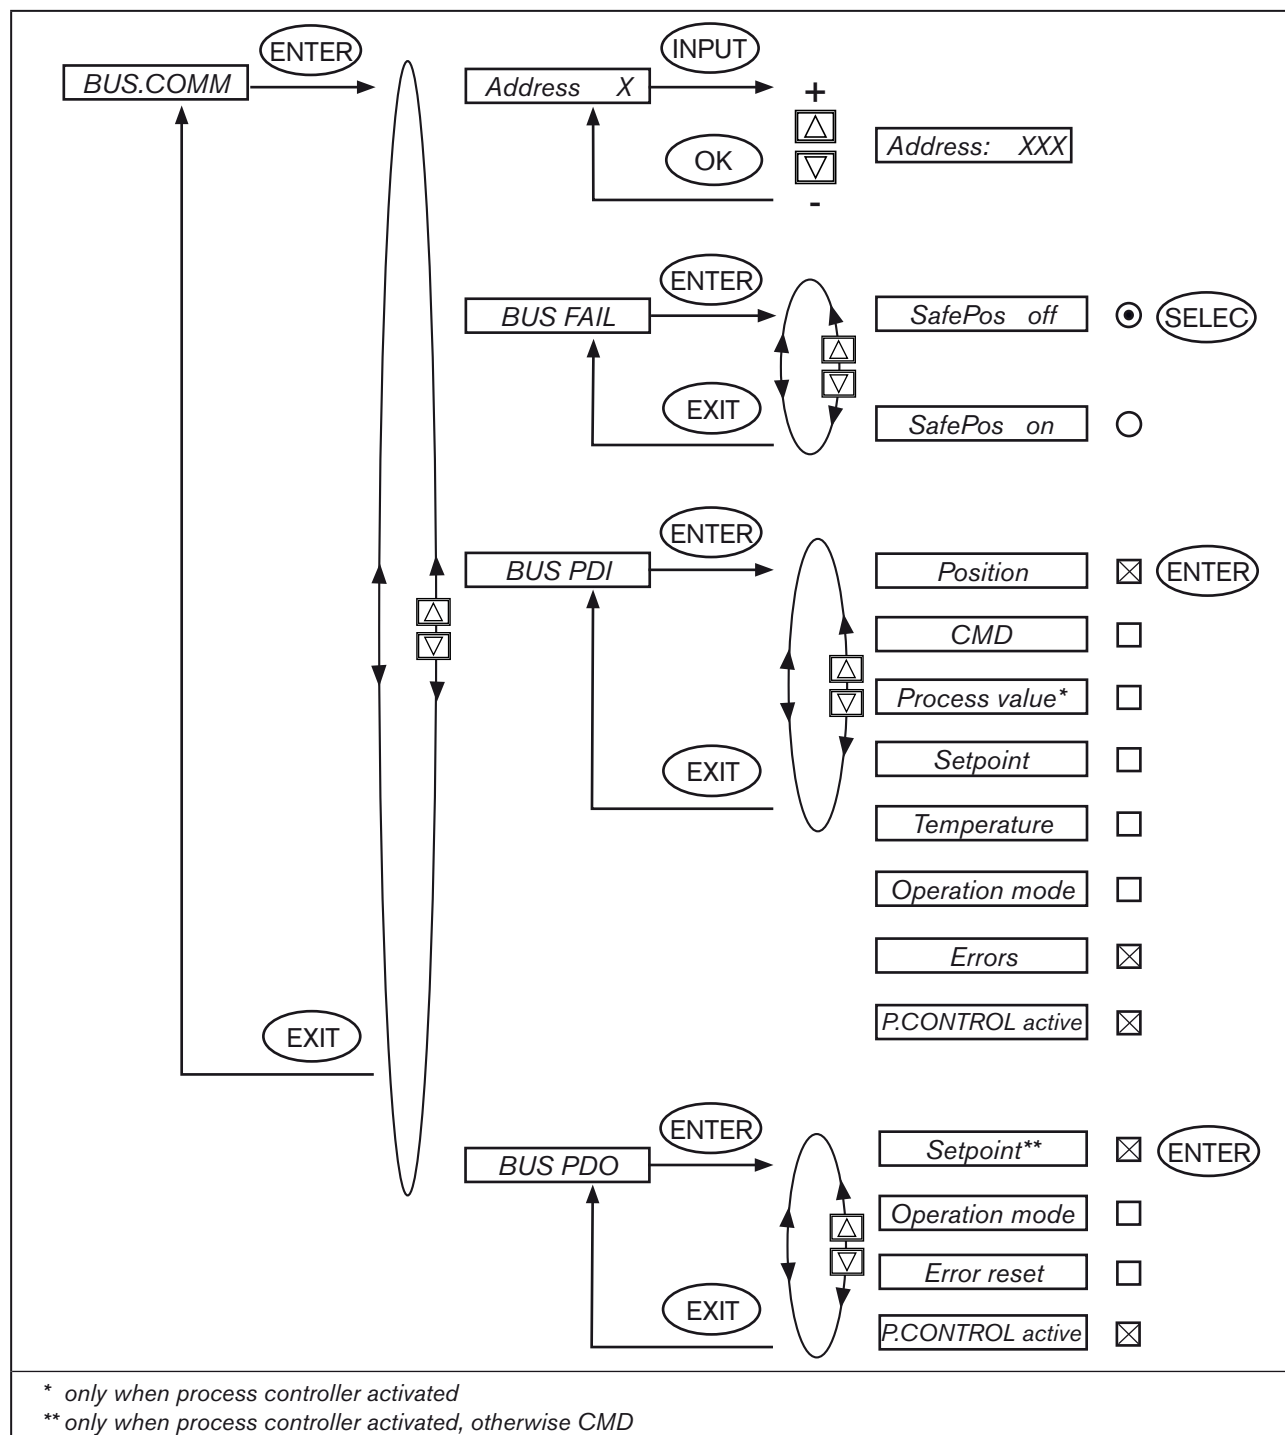 ENTER
BUS.COMM
INPUT
Address X
+
OK
-
Address: XXX
ENTER
BUS FAIL
EXIT
SafePos off
SELEC
SafePos on
ENTER
BUS PDI
EXIT
Position
ENTER
CMD
Process value*
Setpoint
Temperature
Operation mode
Errors
P.CONTROL active
EXIT
ENTER
BUS PDO
EXIT
Setpoint**
ENTER
Operation mode
Error reset
P.CONTROL active
* only when process controller activated
** only when process controller activated, otherwise CMD